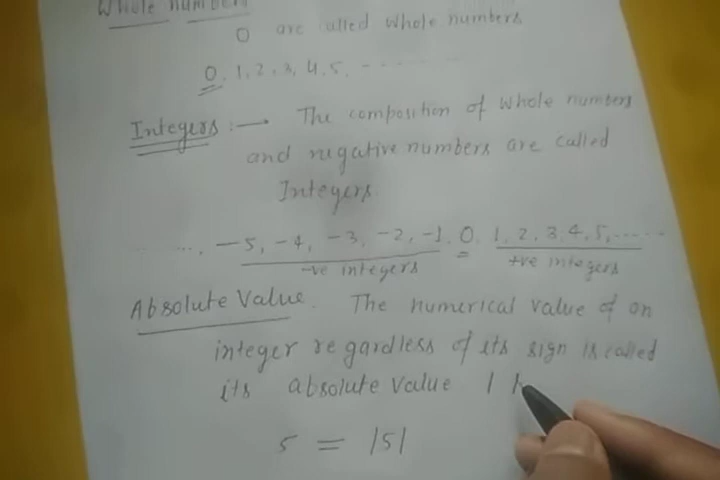 Whole numbers
0 are called whole numbers
0, 1, 2, 3, 4, 5, - - - - - - - - -
Integers :— The composition of whole numbers
and negative numbers are called
Integers
......, -5, -4, -3, -2, -1, 0, 1, 2, 3, 4, 5, ......
-ve integers +ve integers
Absolute Value. The numerical value of on
integer regardless of its sign is called
its absolute value | |
5 = |5|